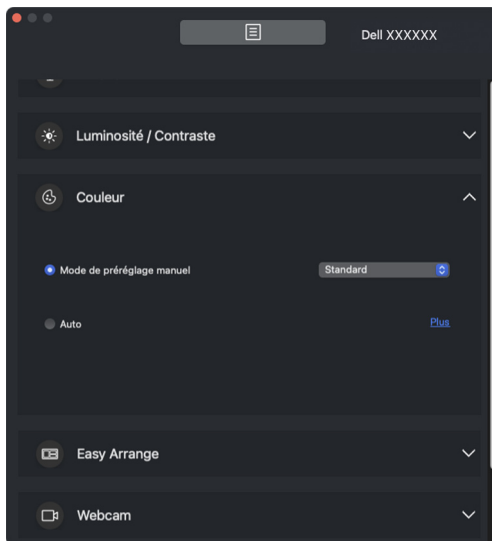 Dell XXXXXX
Luminosité / Contraste
Couleur
Mode de préréglage manuel
Standard
Auto
Plus
Easy Arrange
Webcam